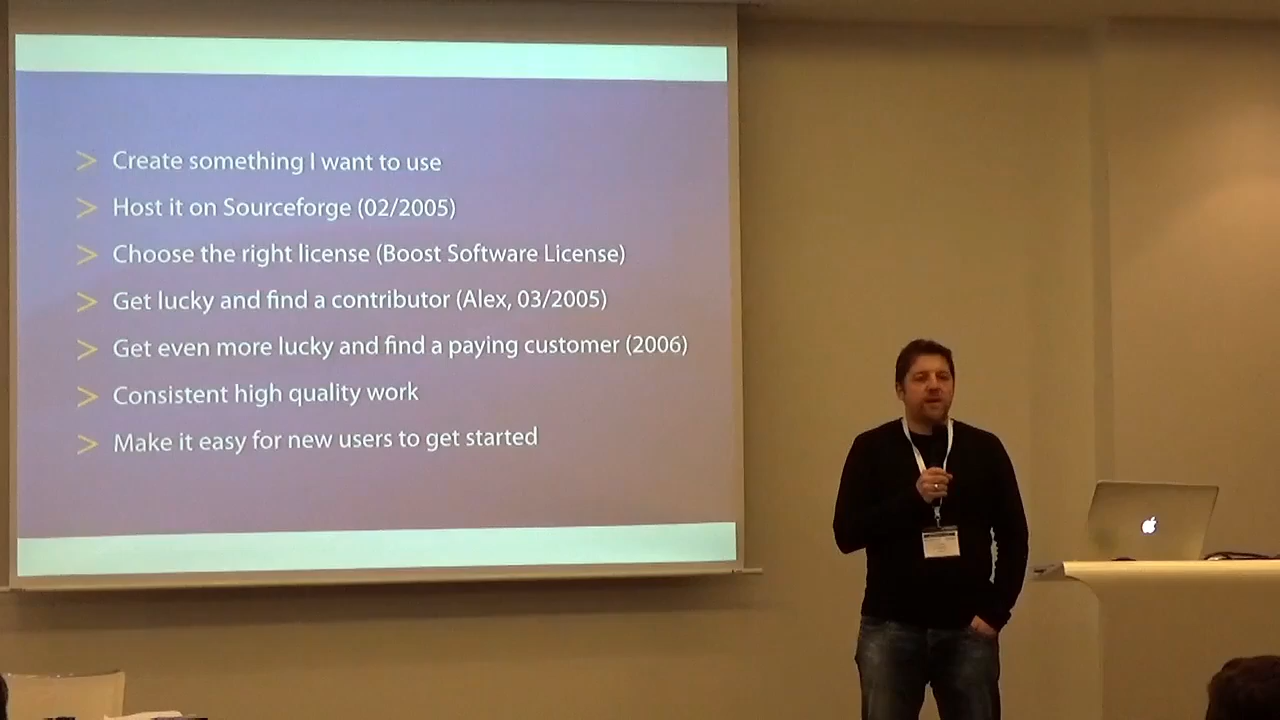 > Create something I want to use
> Host it on Sourceforge (02/2005)
> Choose the right license (Boost Software License)
> Get lucky and find a contributor (Alex, 03/2005)
> Get even more lucky and find a paying customer (2006)
> Consistent high quality work
> Make it easy for new users to get started